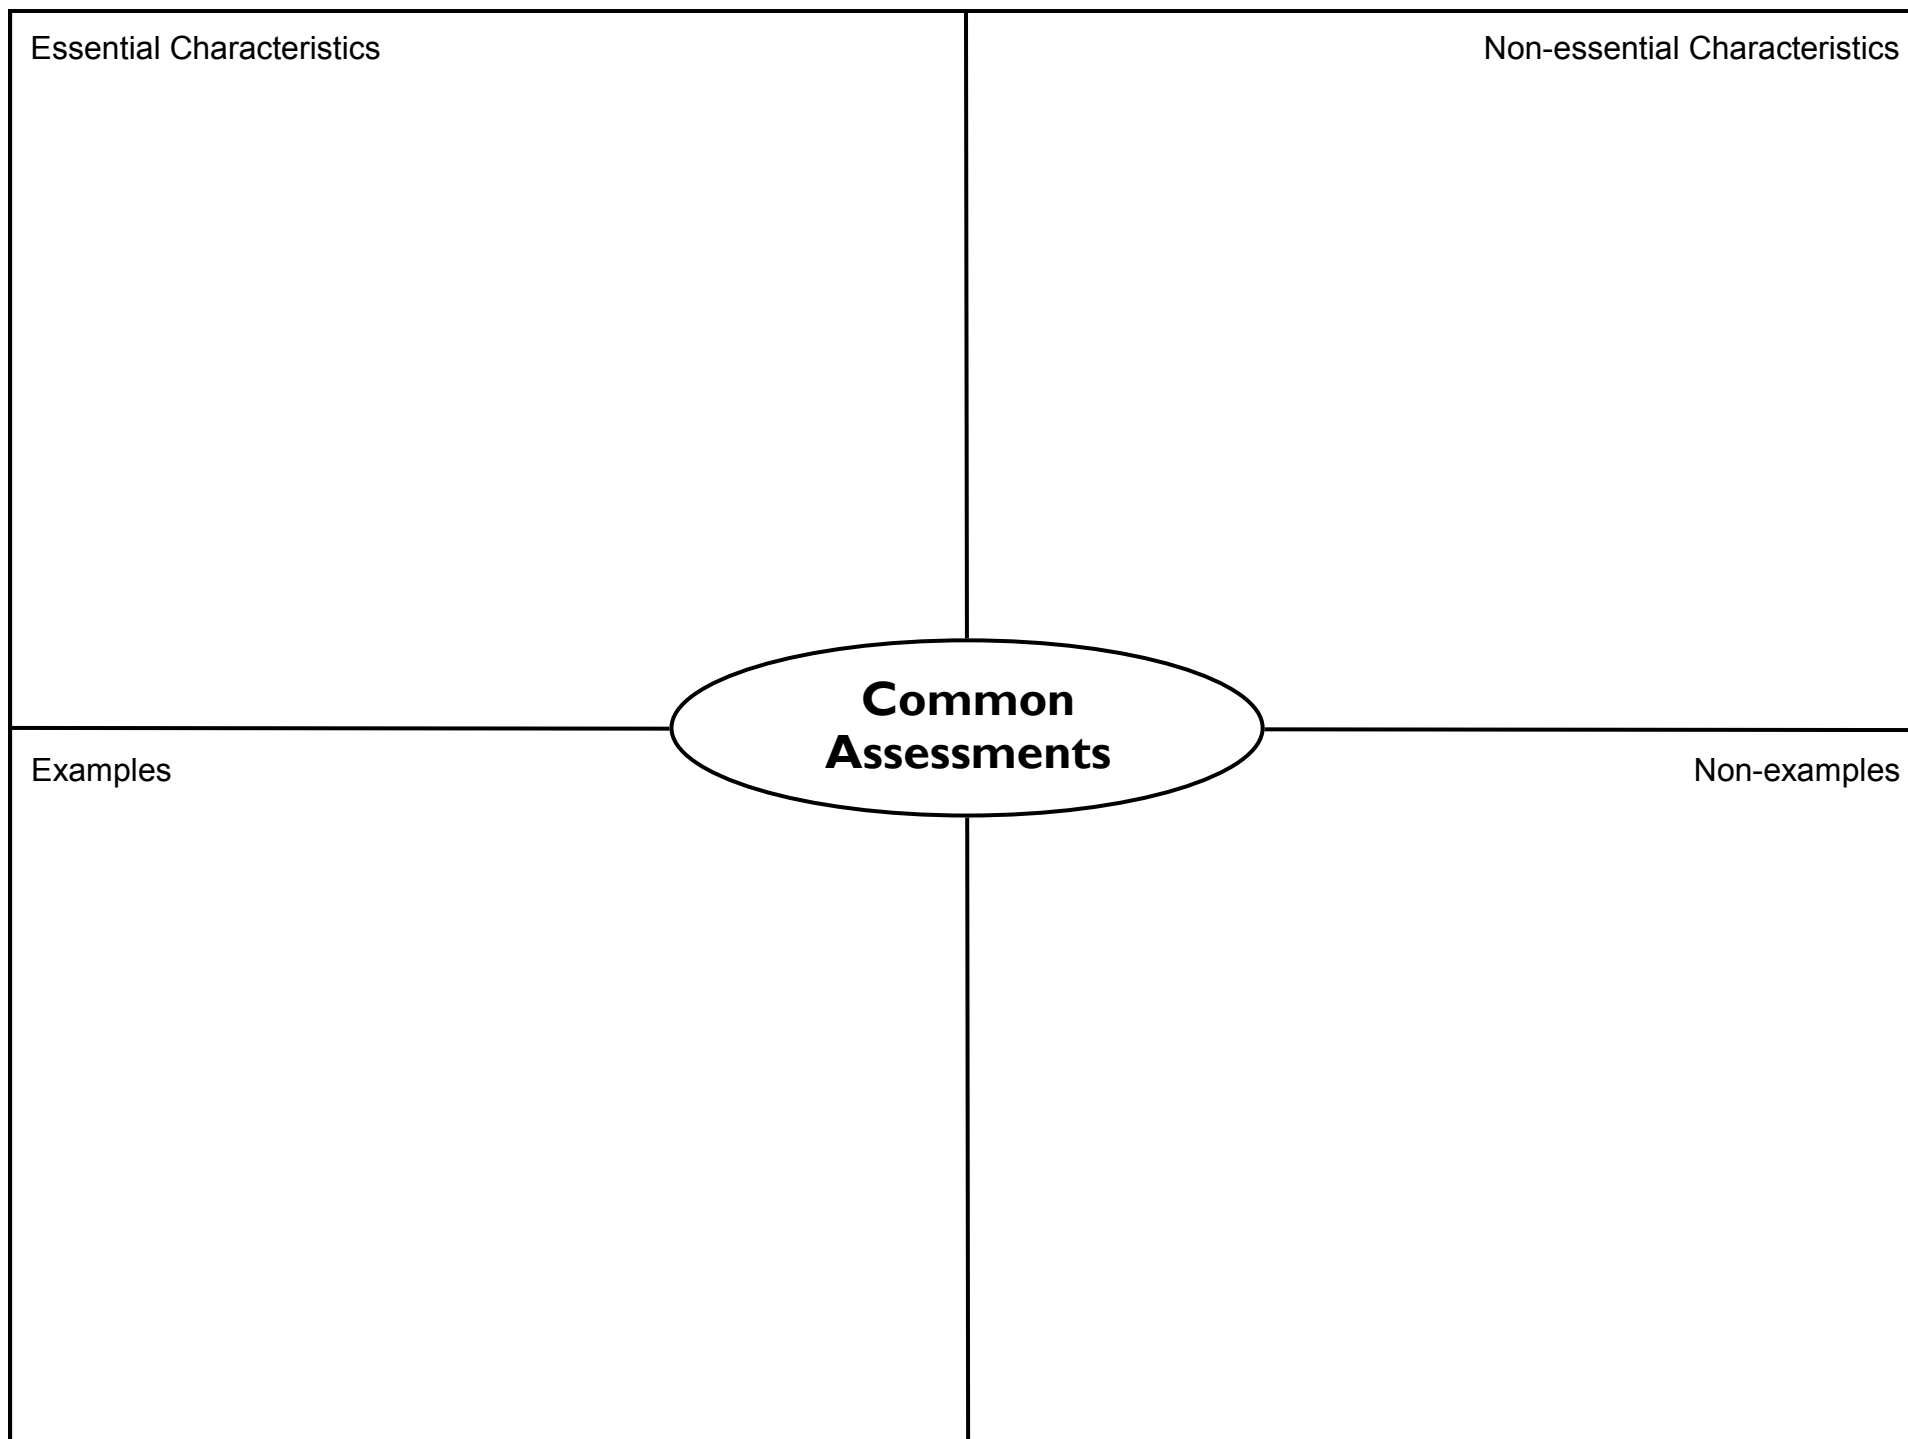 Essential Characteristics
Non-essential Characteristics
Common
Assessments
Examples
Non-examples